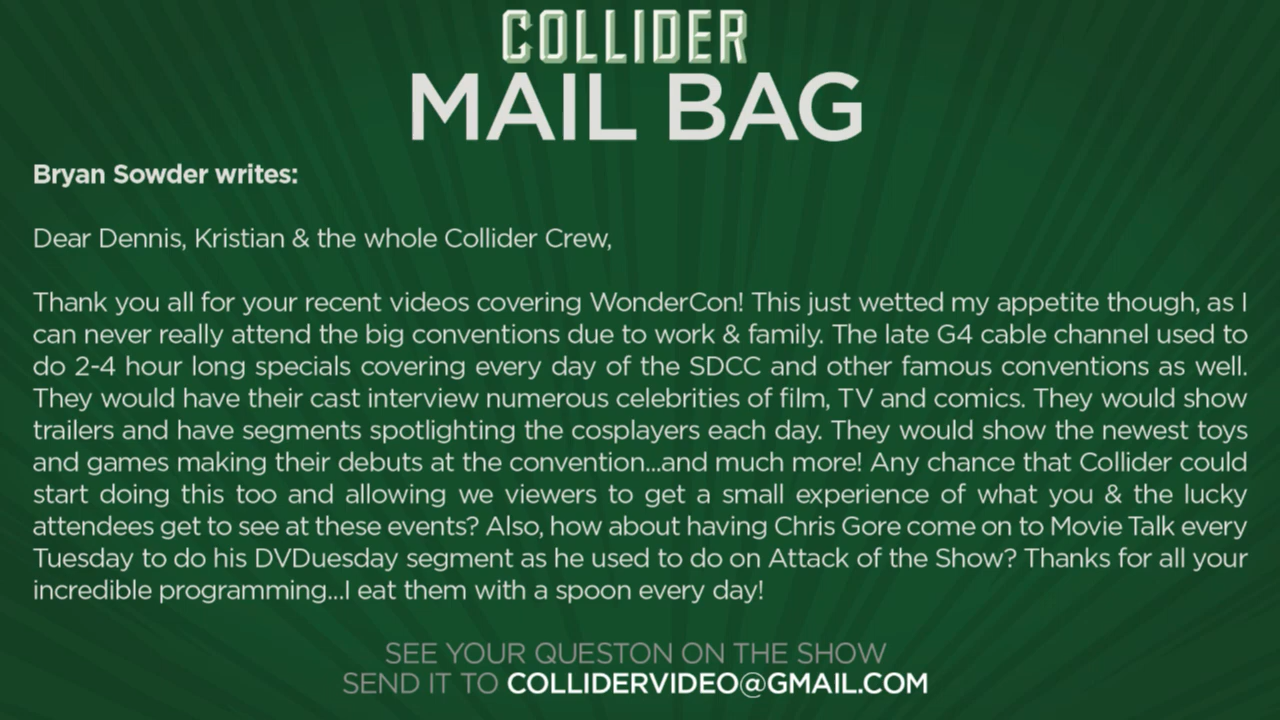 COLLIDER
MAIL BAG
Bryan Sowder writes:
Dear Dennis, Kristian & the whole Collider Crew,
Thank you all for your recent videos covering WonderCon! This just wetted my appetite though, as I
can never really attend the big conventions due to work & family. The late G4 cable channel used to
do 2-4 hour long specials covering every day of the SDCC and other famous conventions as well.
They would have their cast interview numerous celebrities of film, TV and comics. They would show
trailers and have segments spotlighting the cosplayers each day. They would show the newest toys
and games making their debuts at the convention...and much more! Any chance that Collider could
start doing this too and allowing we viewers to get a small experience of what you & the lucky
attendees get to see at these events? Also, how about having Chris Gore come on to Movie Talk every
Tuesday to do his DVDuesday segment as he used to do on Attack of the Show? Thanks for all your
incredible programming...I eat them with a spoon every day!
SEE YOUR QUESTON ON THE SHOW
SEND IT TO COLLIDERVIDEO@GMAIL.COM